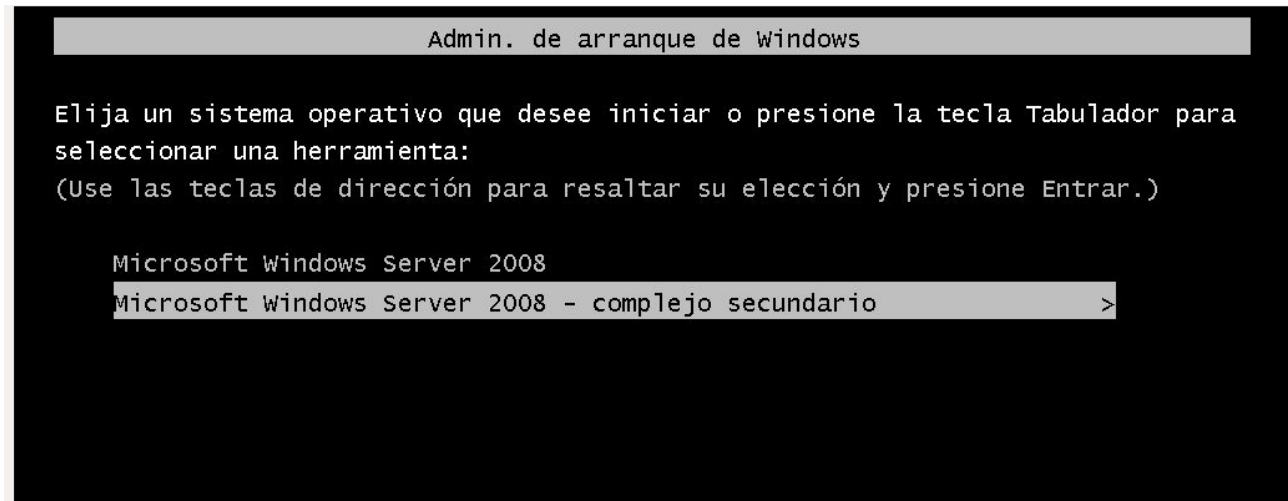 Admin. de arranque de Windows
Elija un sistema operativo que desee iniciar o presione la tecla Tabulador para
seleccionar una herramienta:
(Use las teclas de dirección para resaltar su elección y presione Entrar.)
Microsoft Windows Server 2008
Microsoft Windows Server 2008 - complejo secundario >